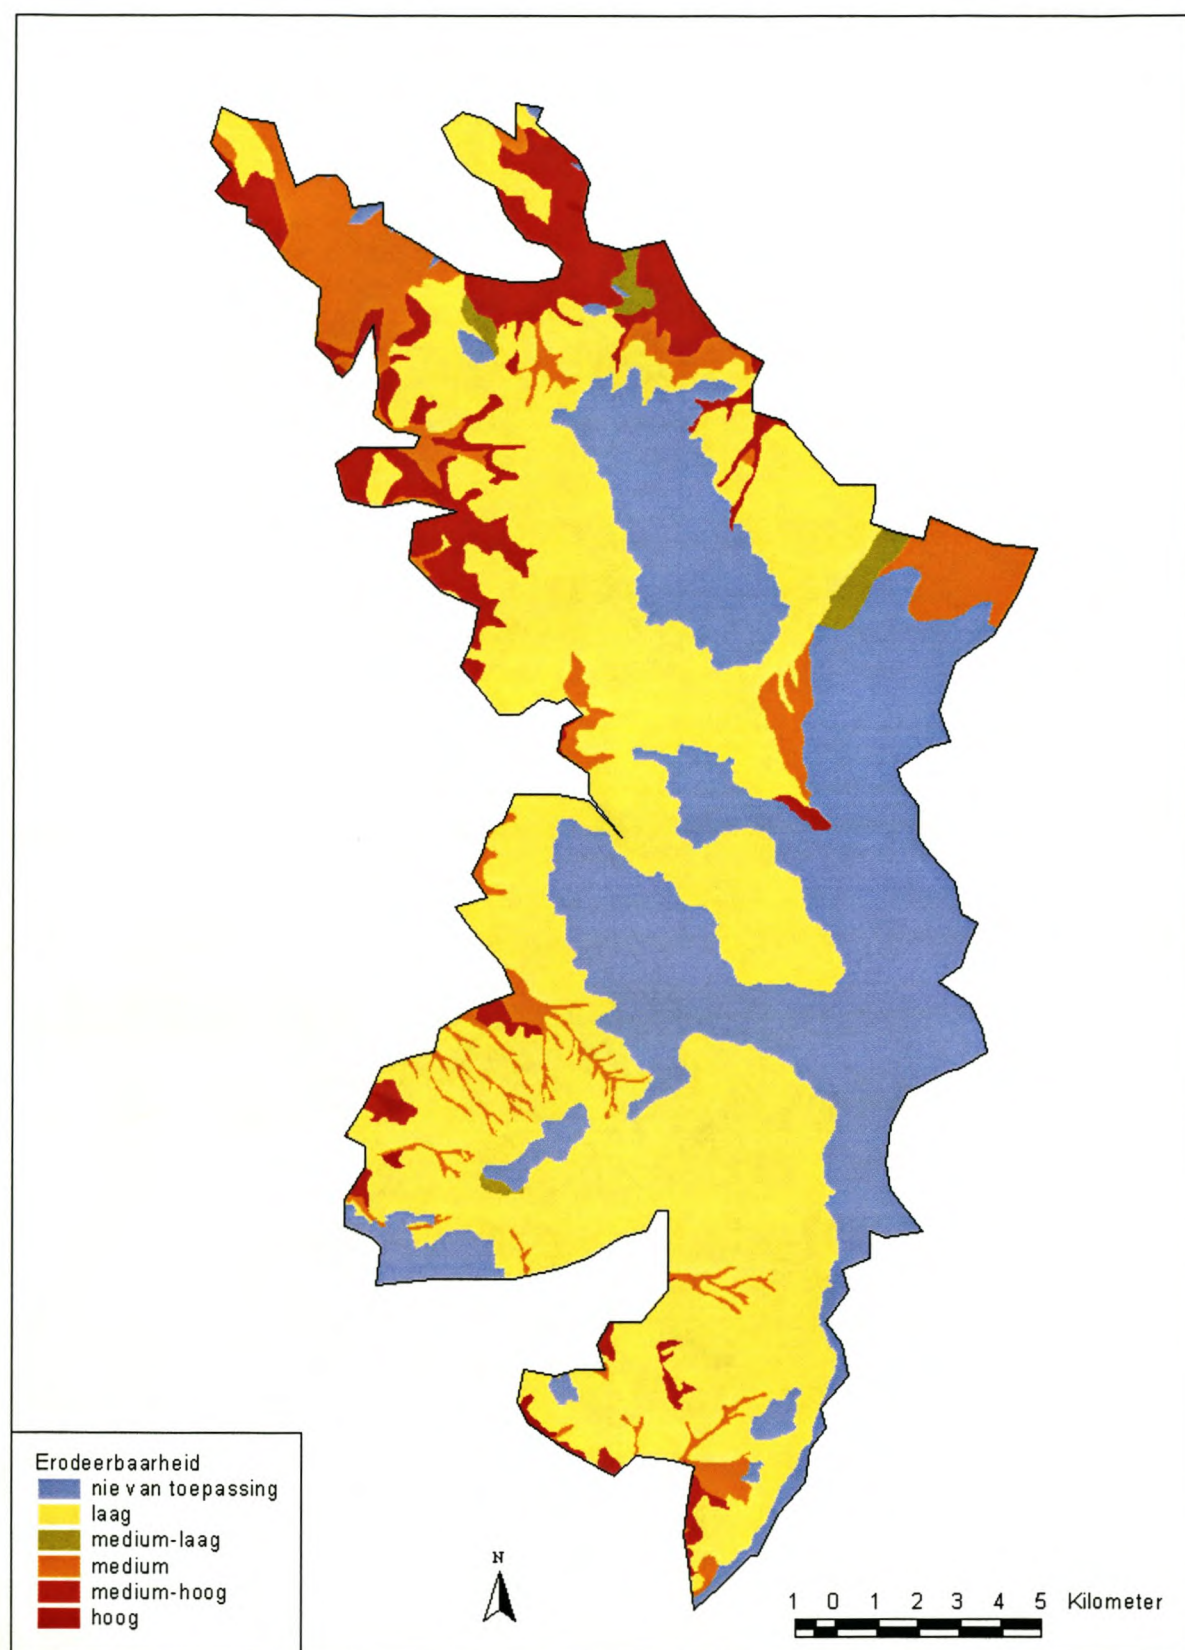 Erodeerbaarheid
nie van toepassing
laag
medium-laag
medium
medium-hoog
hoog
N
1 0 1 2 3 4 5 Kilometer